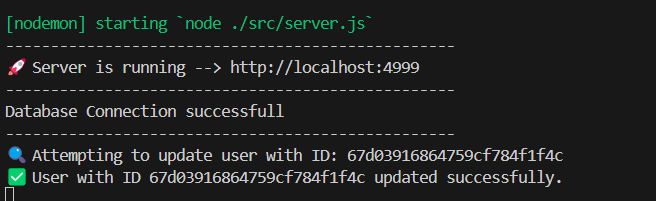 [nodemon] starting `node ./src/server.js`
--------------------------------------------------
🚀 Server is running --> http://localhost:4999
--------------------------------------------------
Database Connection successfull
--------------------------------------------------
🔍 Attempting to update user with ID: 67d03916864759cf784f1f4c
✅ User with ID 67d03916864759cf784f1f4c updated successfully.